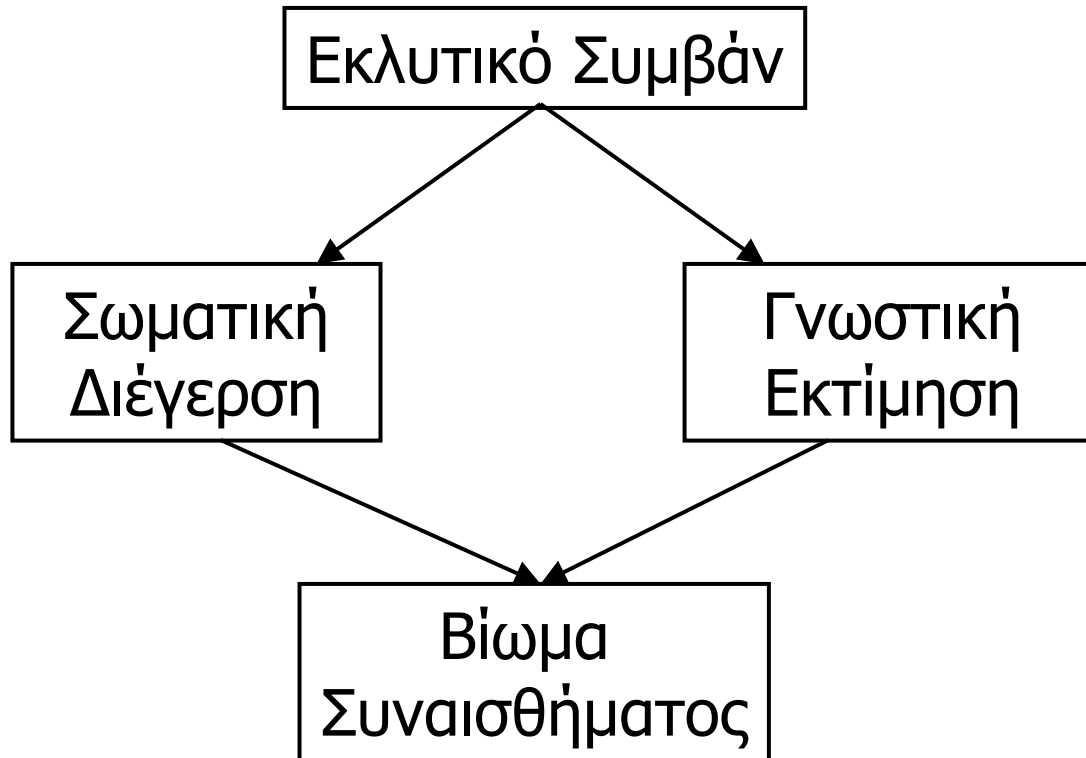 Εκλυτικό Συμβάν
Σωματική
Διέγερση
Γνωστική
Εκτίμηση
Βίωμα
Συναισθήματος